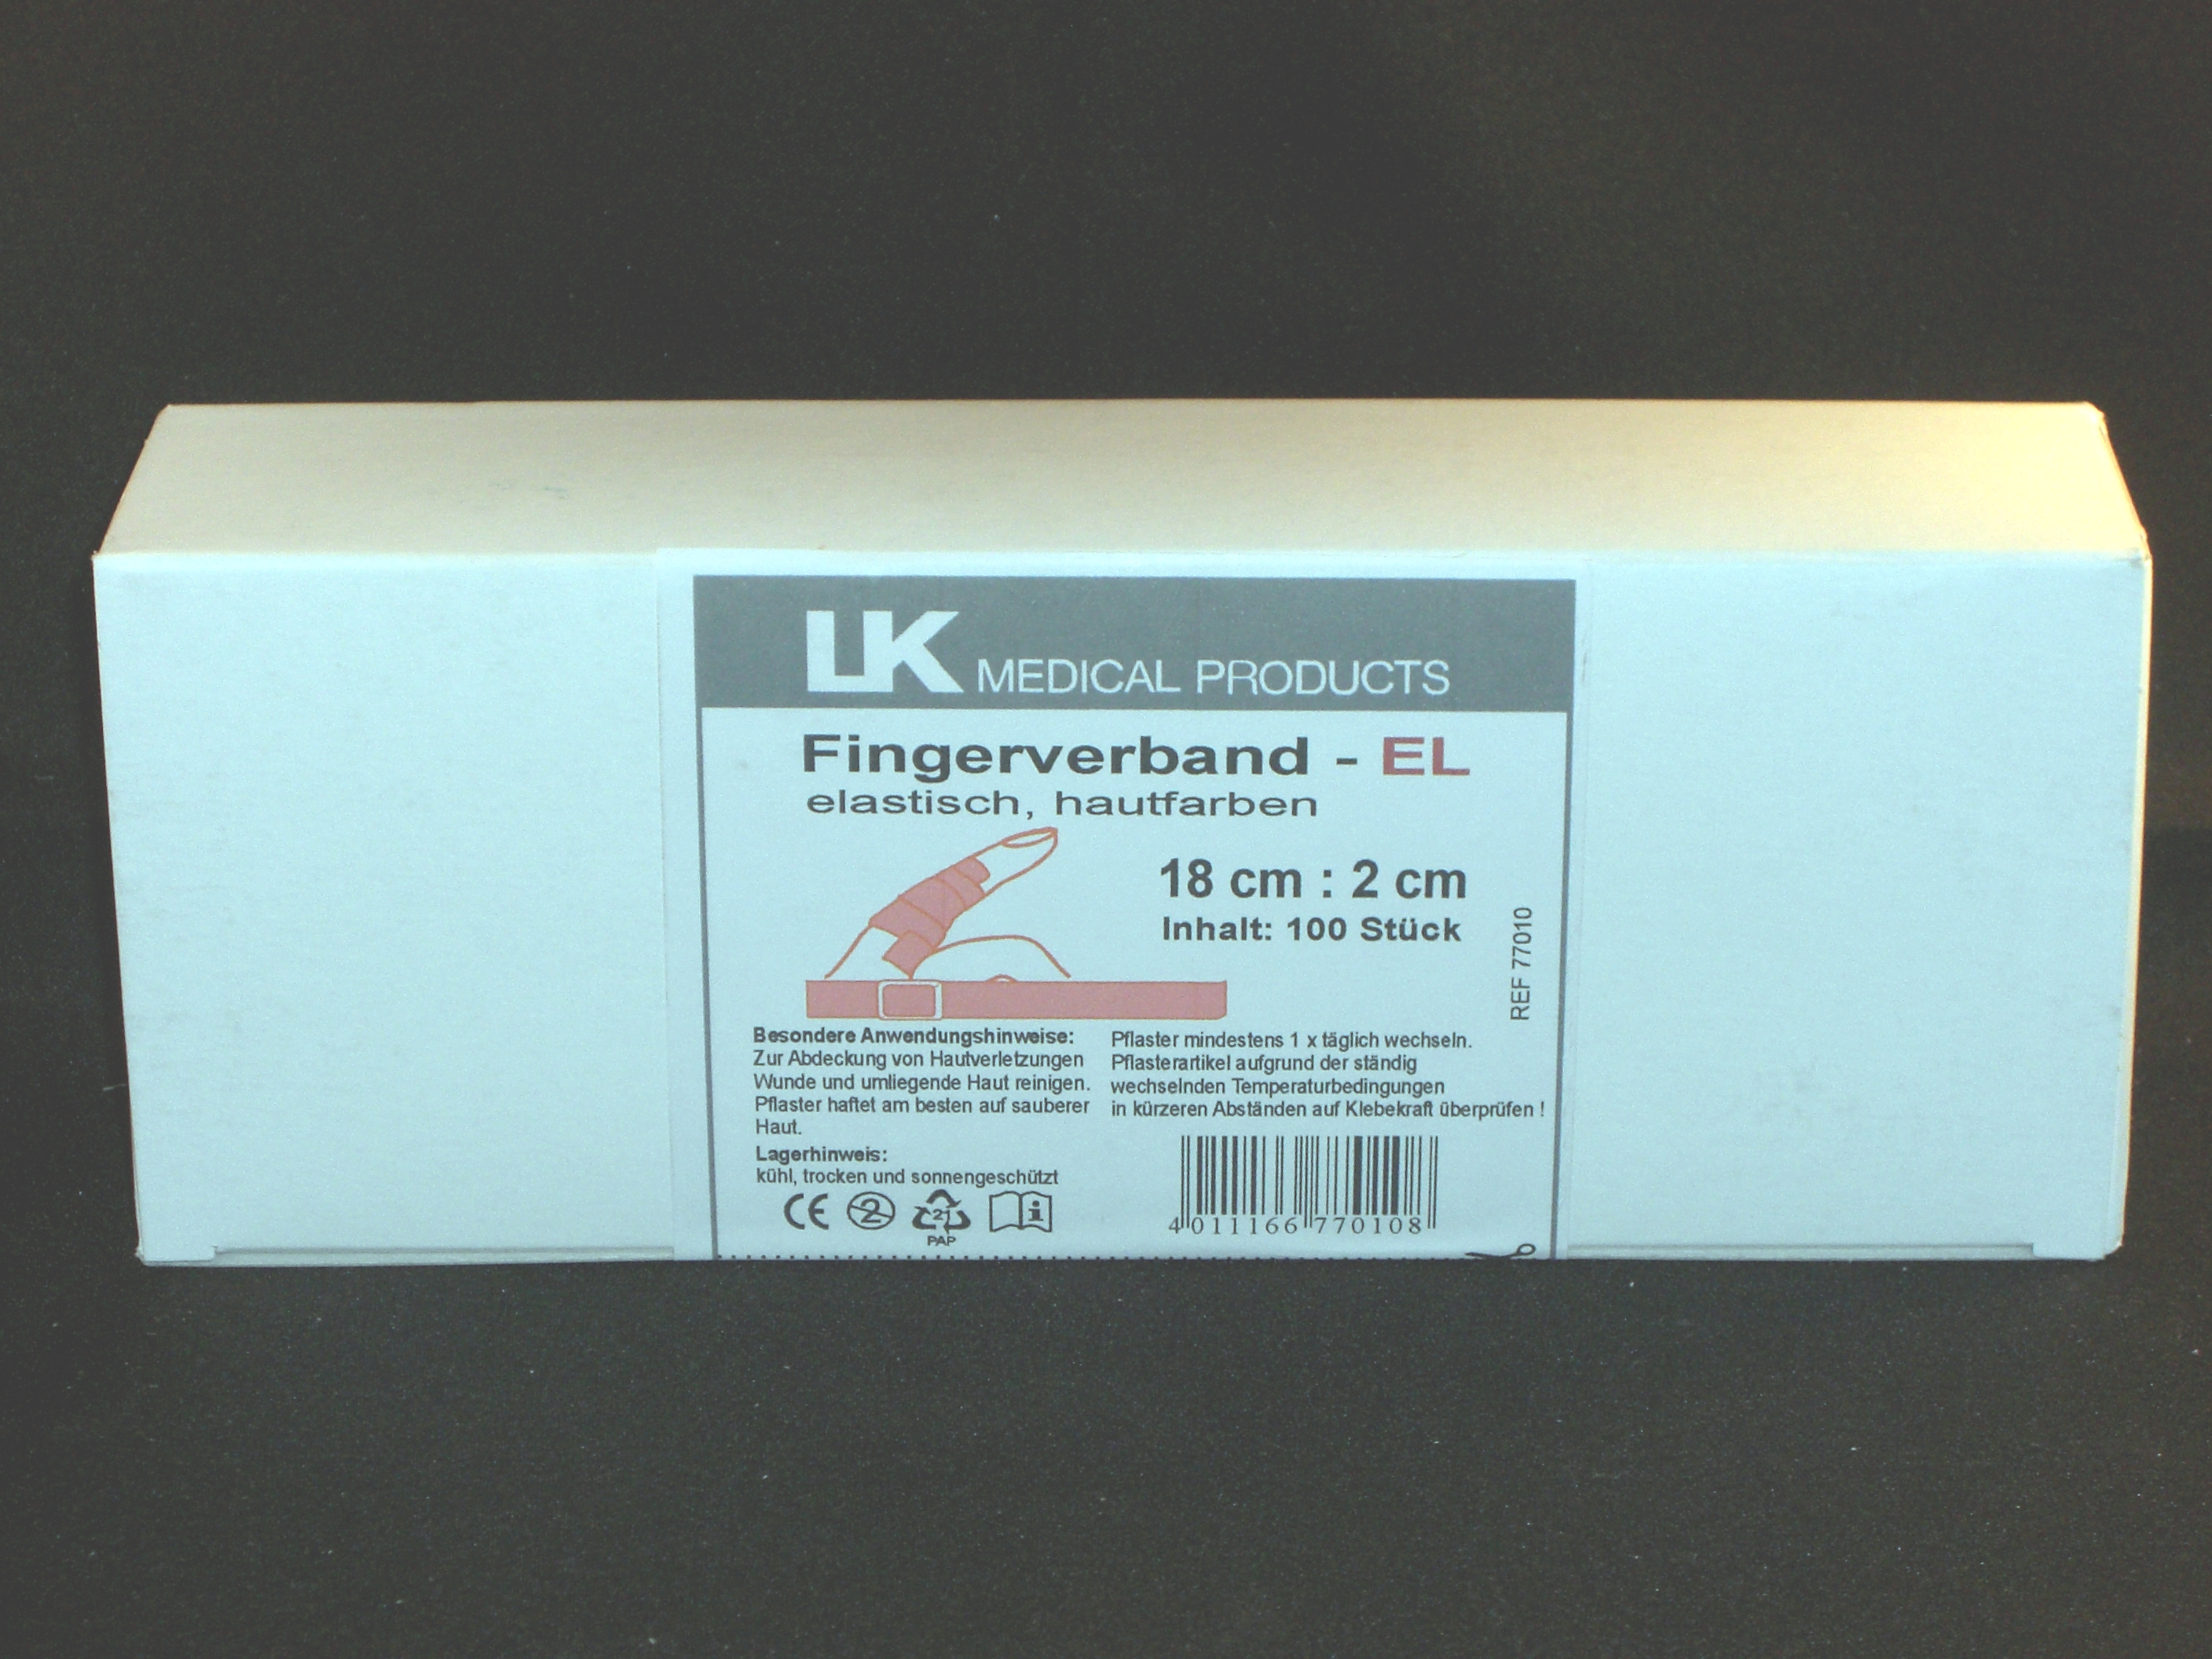 LK MEDICAL PRODUCTS
Fingerverband - EL
elastisch, hautfarben
18 cm : 2 cm
Inhalt: 100 Stück
REF 77010
Besondere Anwendungshinweise:
Zur Abdeckung von Hautverletzungen
Wunde und umliegende Haut reinigen.
Pflaster haftet am besten auf sauberer
Haut.
Pflaster mindestens 1 x täglich wechseln.
Pflasterartikel aufgrund der ständig
wechselnden Temperaturbedingungen
in kürzeren Abständen auf Klebekraft überprüfen !
Lagerhinweis:
kühl, trocken und sonnengeschützt
CE 2 21 i
PAP
4 011166 770108